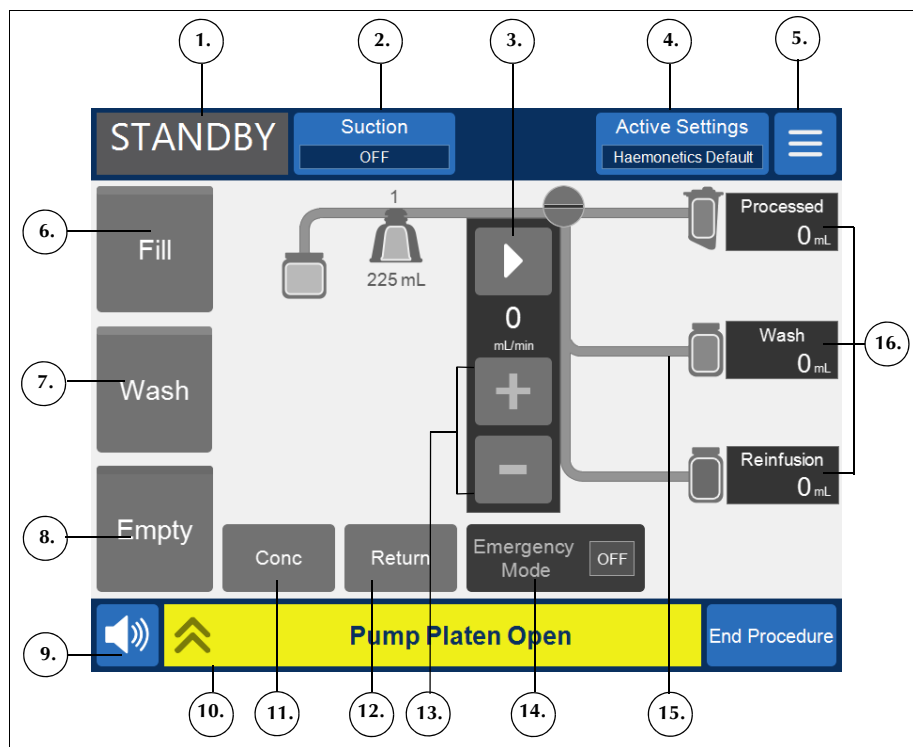 1.
2.
3.
4.
5.
STANDBY
Suction
OFF
Active Settings
Haemonetics Default
6.
Fill
1
225 mL
Processed
0 mL
0
mL/min
7.
Wash
Wash
0 mL
16.
Reinfusion
0 mL
8.
Empty
Conc
Return
Emergency
Mode
OFF
Pump Platen Open
End Procedure
9.
10.
11.
12.
13.
14.
15.